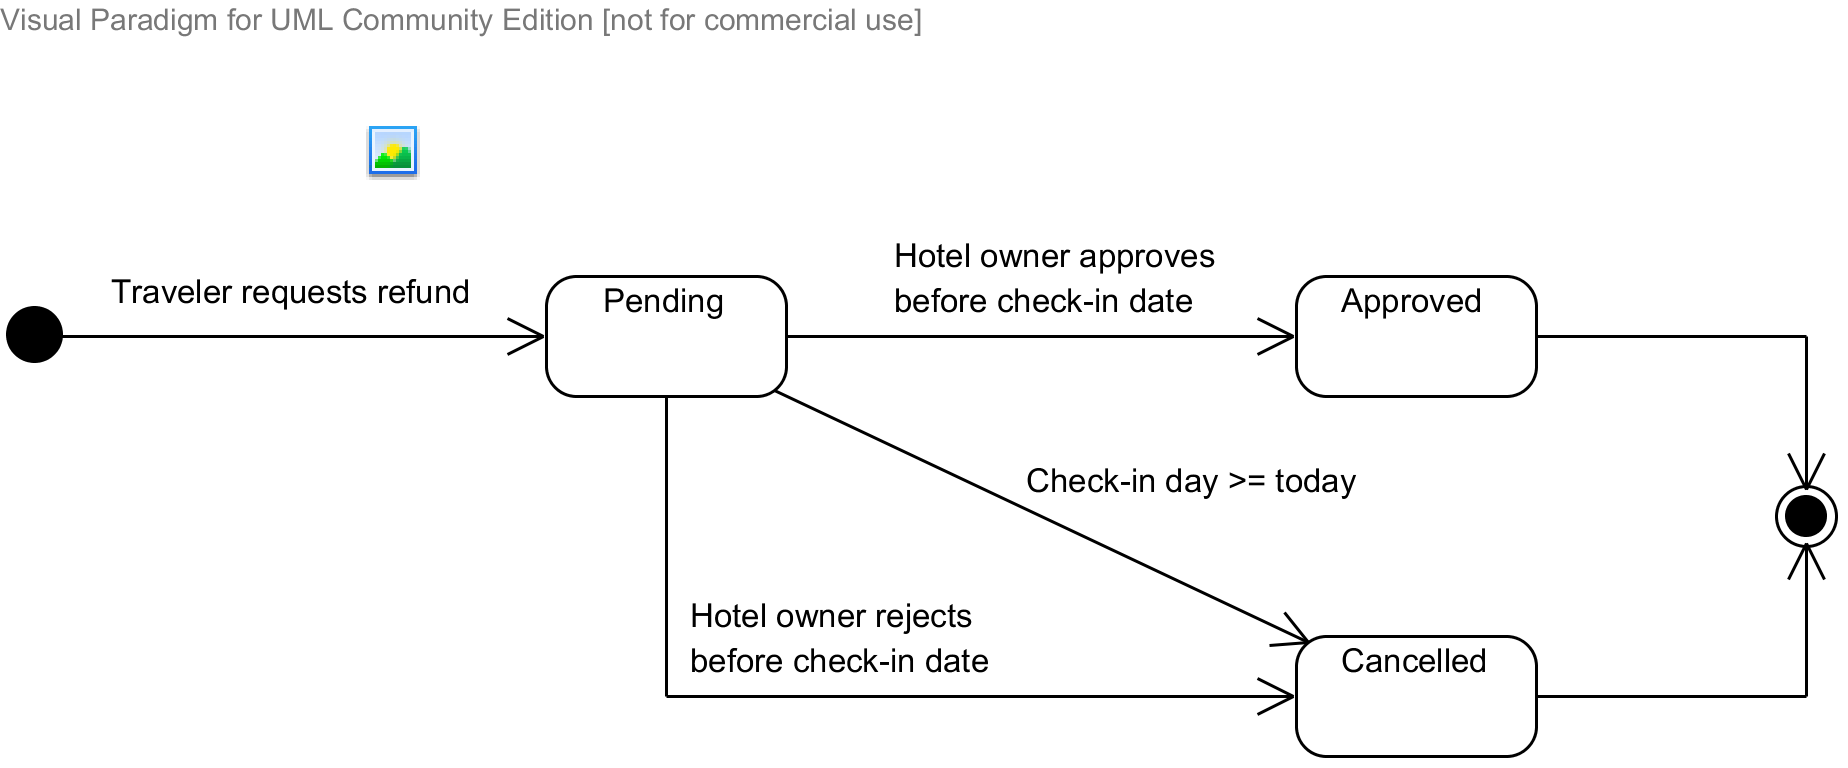 Visual Paradigm for UML Community Edition [not for commercial use]
Traveler requests refund
Pending
Hotel owner approves
before check-in date
Approved
Check-in day >= today
Hotel owner rejects
before check-in date
Cancelled